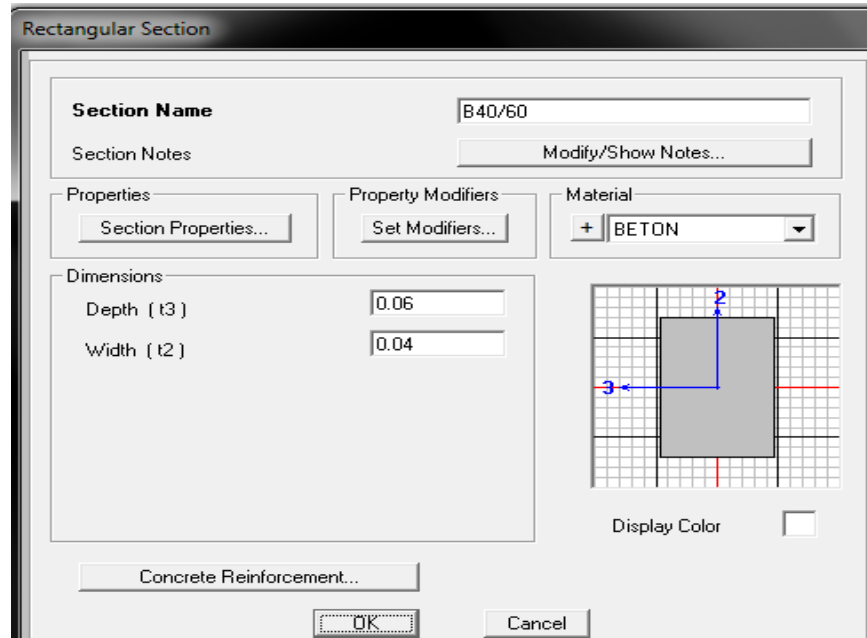 Rectangular Section
Section Name B40/60
Section Notes Modify/Show Notes...
Properties Property Modifiers Material
Section Properties... Set Modifiers... + BETON
Dimensions
Depth ( t3 ) 0.06
Width ( t2 ) 0.04
2
3
Display Color
Concrete Reinforcement...
OK Cancel